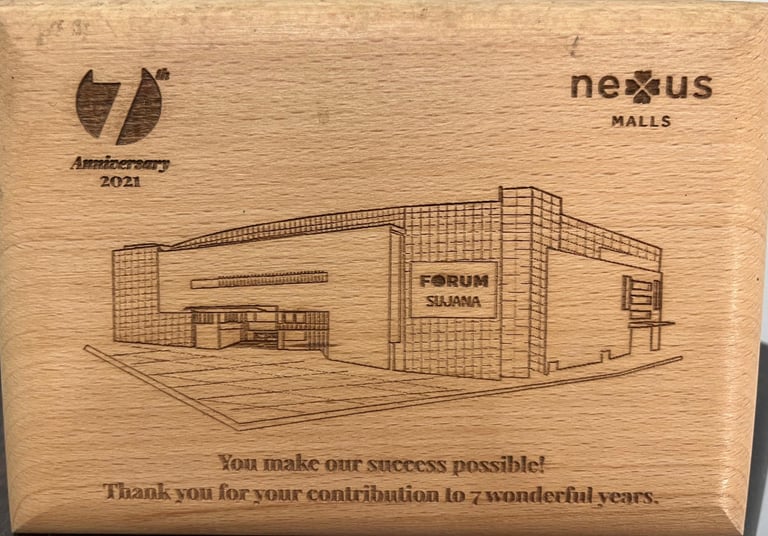 7th
Anniversary
2021
nexus
MALLS
FORUM
SUJANA
You make our success possible!
Thank you for your contribution to 7 wonderful years.